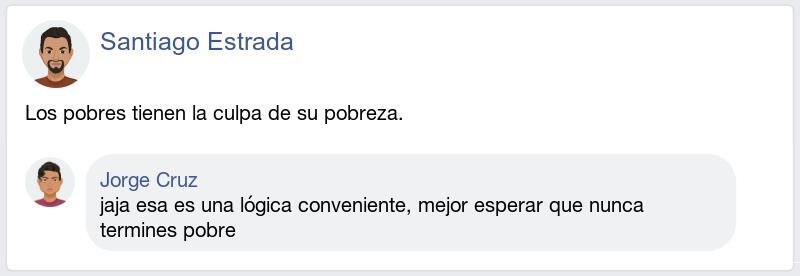 Santiago Estrada
Los pobres tienen la culpa de su pobreza.
Jorge Cruz
jaja esa es una lógica conveniente, mejor esperar que nunca
termines pobre